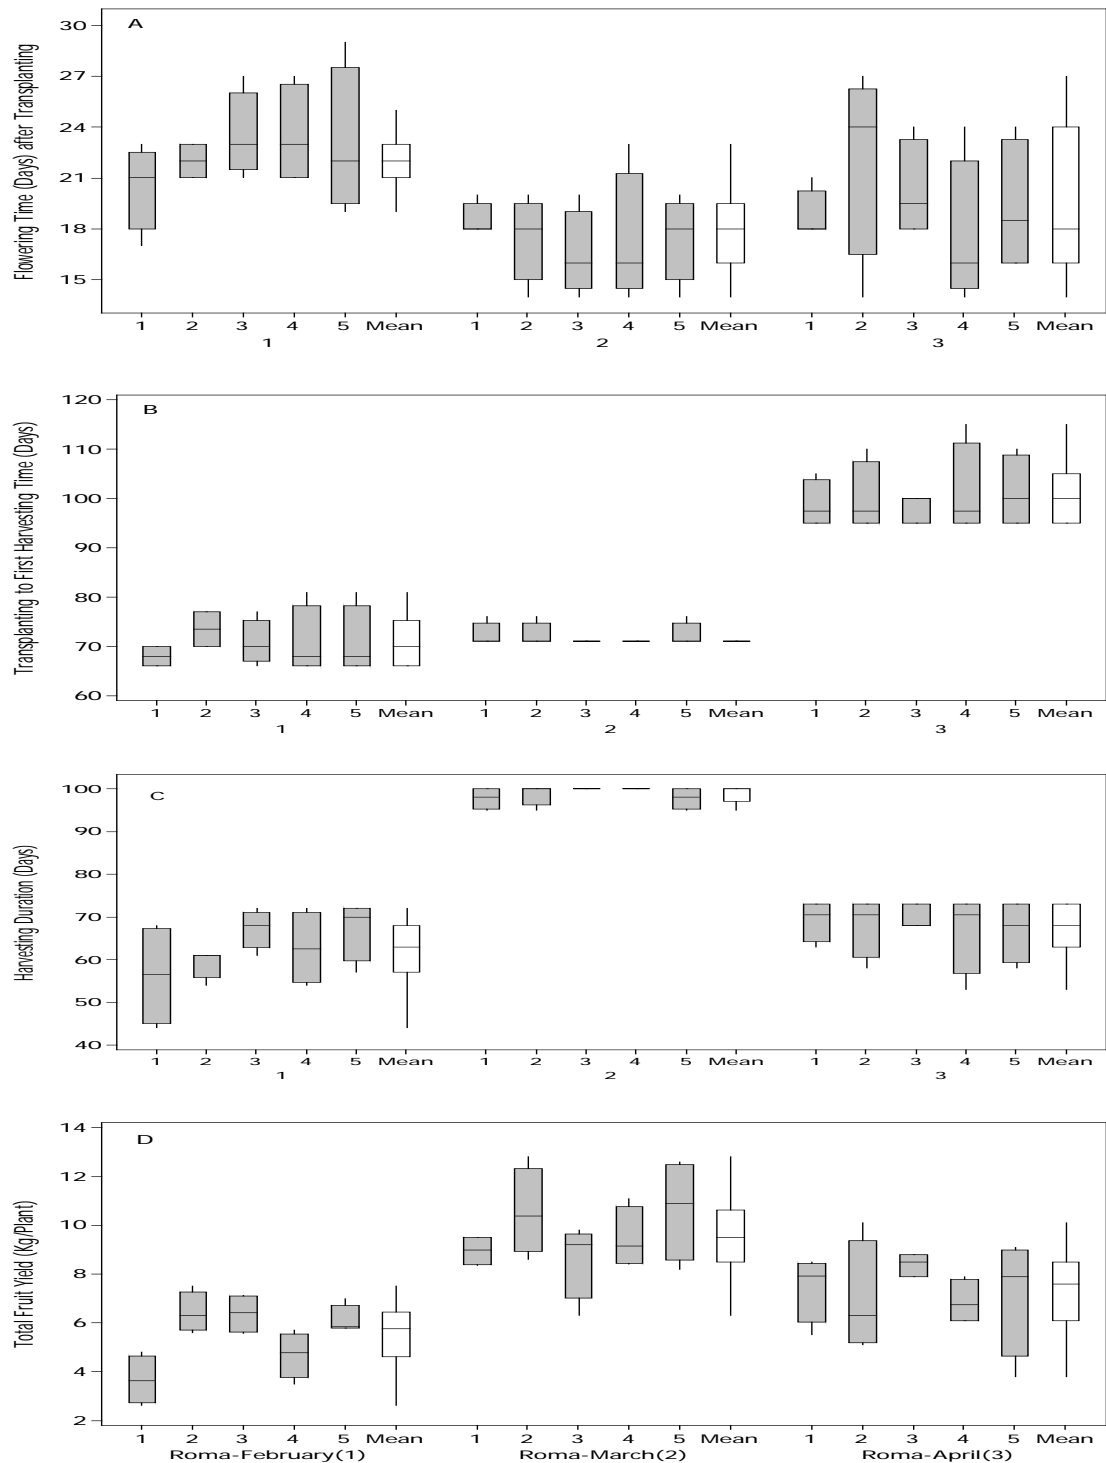 A
Flowering Time (Days) after Transplanting
30
27
24
21
18
15
1 2 3 4 5 Mean 1 2 3 4 5 Mean 1 2 3 4 5 Mean
1 2 3
B
Transplanting to First Harvesting Time (Days)
120
110
100
90
80
70
60
1 2 3 4 5 Mean 1 2 3 4 5 Mean 1 2 3 4 5 Mean
1 2 3
C
Harvesting Duration (Days)
100
90
80
70
60
50
40
1 2 3 4 5 Mean 1 2 3 4 5 Mean 1 2 3 4 5 Mean
1 2 3
D
Total Fruit Yield (Kg/Plant)
14
12
10
8
6
4
2
1 2 3 4 5 Mean 1 2 3 4 5 Mean 1 2 3 4 5 Mean
Roma-February(1) Roma-March(2) Roma-April(3)